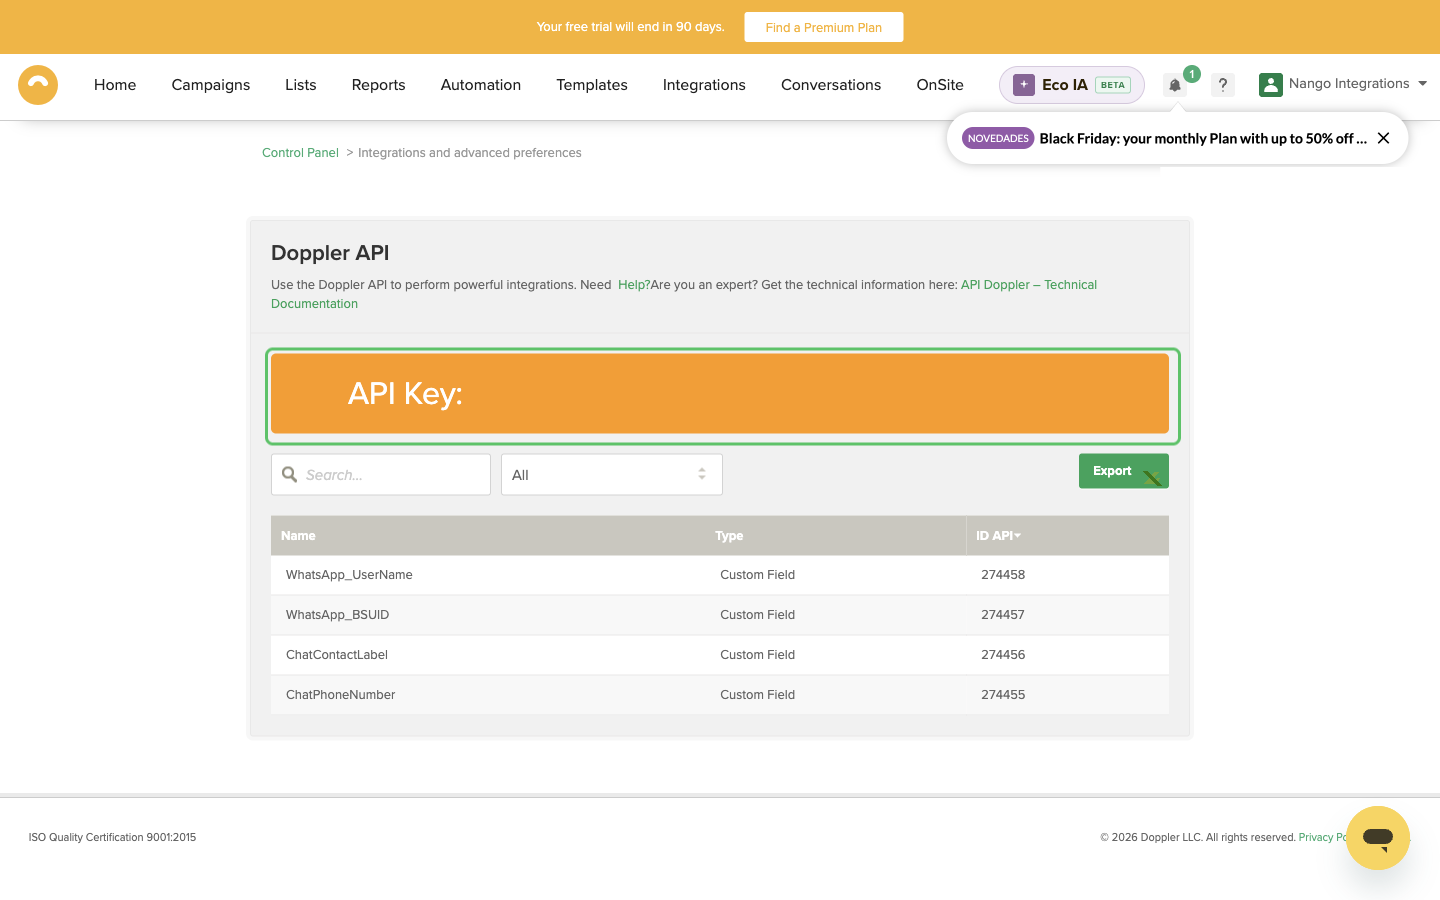 Your free trial will end in 90 days.
Find a Premium Plan
Home
Campaigns
Lists
Reports
Automation
Templates
Integrations
Conversations
OnSite
Eco IA BETA
1
?
Nango Integrations
NOVEDADES Black Friday: your monthly Plan with up to 50% off ...
Control Panel > Integrations and advanced preferences
Doppler API
Use the Doppler API to perform powerful integrations. Need Help?Are you an expert? Get the technical information here: API Doppler – Technical
Documentation
API Key:
Search...
All
Export
Name Type ID API
WhatsApp_UserName Custom Field 274458
WhatsApp_BSUID Custom Field 274457
ChatContactLabel Custom Field 274456
ChatPhoneNumber Custom Field 274455
ISO Quality Certification 9001:2015
© 2026 Doppler LLC. All rights reserved. Privacy